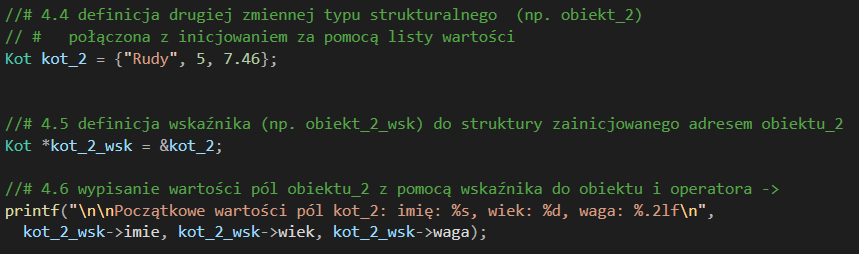 //# 4.4 definicja drugiej zmiennej typu strukturalnego  (np. obiekt_2)
// #   połączona z inicjowaniem za pomocą listy wartości
Kot kot_2 = {"Rudy", 5, 7.46};
//# 4.5 definicja wskaźnika (np. obiekt_2_wsk) do struktury zainicjowanego adresem obiektu_2
Kot *kot_2_wsk = &kot_2;
//# 4.6 wypisanie wartości pól obiektu_2 z pomocą wskaźnika do obiektu i operatora ->
printf("\n\nPoczątkowe wartości pól kot_2: imię: %s, wiek: %d, waga: %.2lf\n",
  kot_2_wsk->imie, kot_2_wsk->wiek, kot_2_wsk->waga);